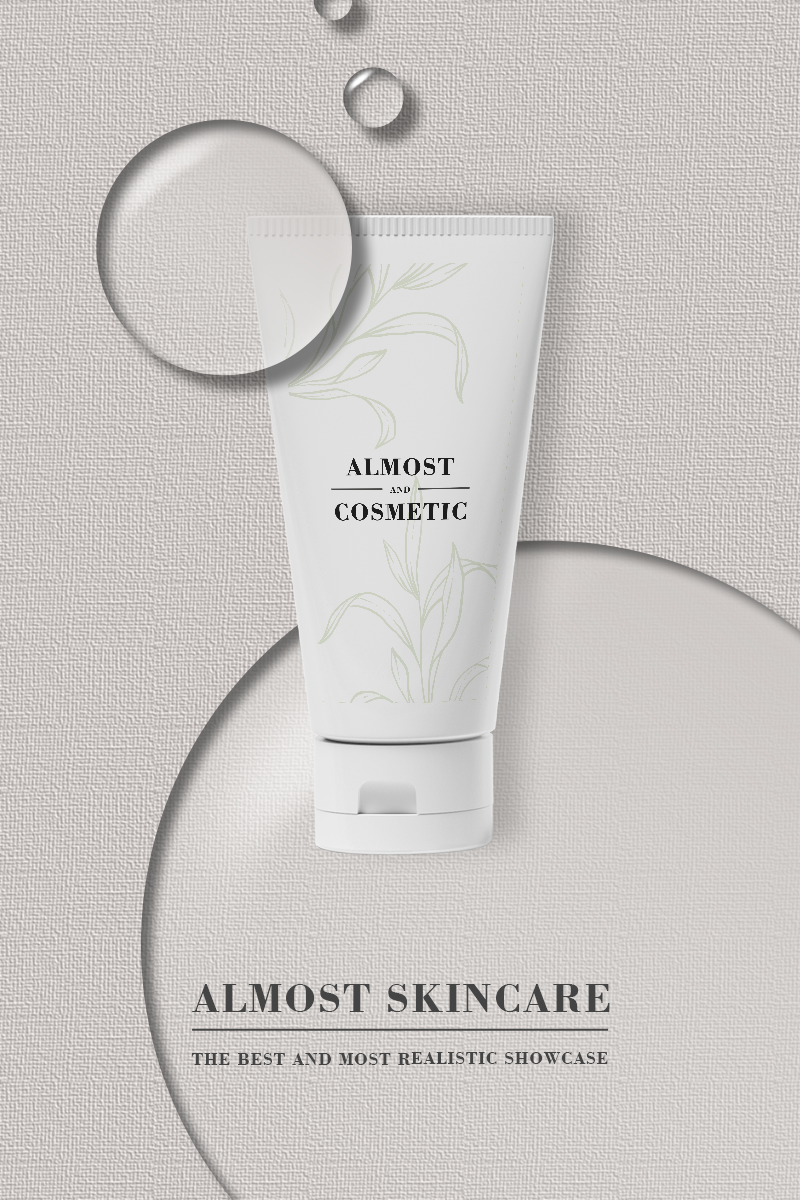 ALMOST
AND
COSMETIC
ALMOST SKINCARE
THE BEST AND MOST REALISTIC SHOWCASE